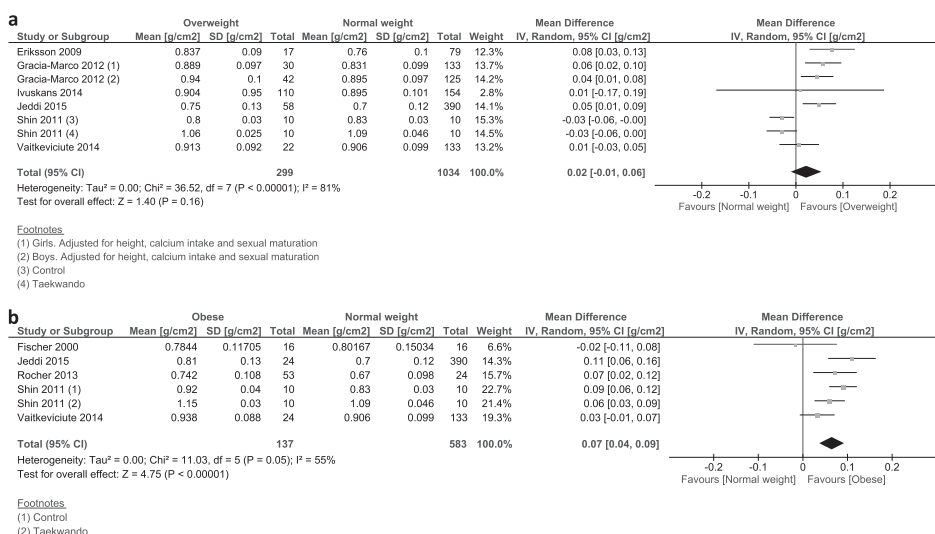 a
Overweight Normal weight Mean Difference Mean Difference
Study or Subgroup Mean [g/cm2] SD [g/cm2] Total Mean [g/cm2] SD [g/cm2] Total Weight IV, Random, 95% CI [g/cm2] IV, Random, 95% CI [g/cm2]
Eriksson 2009 0.837 0.09 17 0.76 0.1 79 12.3% 0.08 [0.03, 0.13]
Gracia-Marco 2012 (1) 0.889 0.097 30 0.831 0.099 133 13.6% 0.06 [0.02, 0.10]
Gracia-Marco 2012 (2) 0.94 0.1 42 0.895 0.097 125 14.2% 0.04 [0.01, 0.08]
Ivuskans 2014 0.904 0.95 110 0.895 0.101 154 2.8% 0.01 [-0.17, 0.19]
Jeddi 2015 0.75 0.13 58 0.7 0.12 390 14.1% 0.05 [0.01, 0.09]
Shin 2011 (3) 0.8 0.03 10 0.83 0.03 10 15.3% -0.03 [-0.06, -0.00]
Shin 2011 (4) 1.06 0.025 10 1.09 0.046 10 14.5% -0.03 [-0.06, 0.00]
Vaitkeviciute 2014 0.913 0.092 22 0.906 0.099 133 13.3% 0.01 [-0.03, 0.05]
Total (95% CI) 299 1034 100.0% 0.02 [-0.01, 0.06]
Heterogeneity: Tau² = 0.00; Chi² = 36.52, df = 7 (P < 0.00001); I² = 81%
Test for overall effect: Z = 1.40 (P = 0.16)
-0.2 -0.1 0 0.1 0.2
Favours [Normal weight] Favours [Overweight]
Footnotes
(1) Girls. Adjusted for height, calcium intake and sexual maturation
(2) Boys. Adjusted for height, calcium intake and sexual maturation
(3) Control
(4) Taekwando
b
Obese Normal weight Mean Difference Mean Difference
Study or Subgroup Mean [g/cm2] SD [g/cm2] Total Mean [g/cm2] SD [g/cm2] Total Weight IV, Random, 95% CI [g/cm2] IV, Random, 95% CI [g/cm2]
Fischer 2000 0.7844 0.11705 16 0.80167 0.15034 16 6.6% -0.02 [-0.11, 0.08]
Jeddi 2015 0.81 0.13 24 0.7 0.12 390 14.3% 0.11 [0.06, 0.16]
Rocher 2013 0.742 0.108 53 0.67 0.098 24 15.7% 0.07 [0.02, 0.12]
Shin 2011 (1) 0.92 0.04 10 0.83 0.03 10 22.7% 0.09 [0.06, 0.12]
Shin 2011 (2) 1.15 0.03 10 1.09 0.046 10 21.4% 0.06 [0.03, 0.09]
Vaitkeviciute 2014 0.938 0.088 24 0.906 0.099 133 19.3% 0.03 [-0.01, 0.07]
Total (95% CI) 137 583 100.0% 0.07 [0.04, 0.09]
Heterogeneity: Tau² = 0.00; Chi² = 11.03, df = 5 (P = 0.05); I² = 55%
Test for overall effect: Z = 4.75 (P < 0.00001)
-0.2 -0.1 0 0.1 0.2
Favours [Normal weight] Favours [Obese]
Footnotes
(1) Control
(2) Taekwando